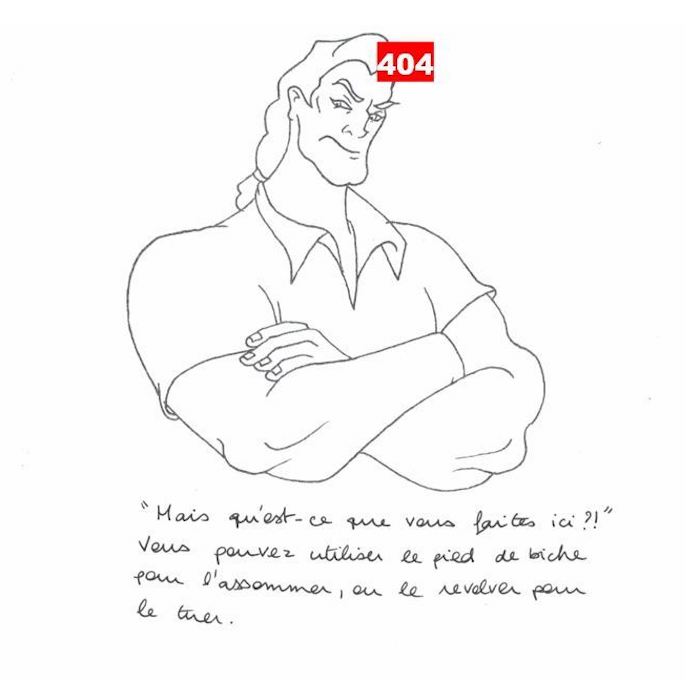 404
"Mais qu'est-ce que vous faites ici ?!"
Vous pouvez utiliser le pied de biche
pour l'assommer, ou le revolver pour
le tuer.